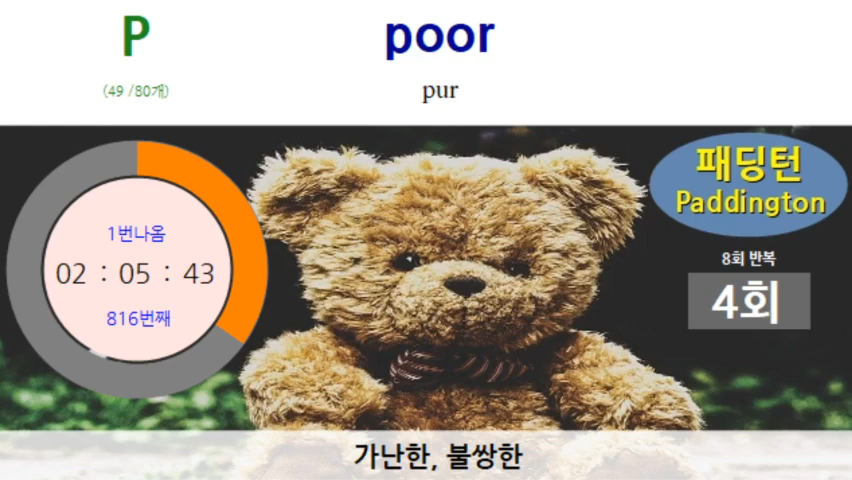 P
poor
(49 /80개)
pur
패딩턴
Paddington
1번나옴
8회 반복
02 : 05 : 43
4회
816번째
가난한, 불쌍한